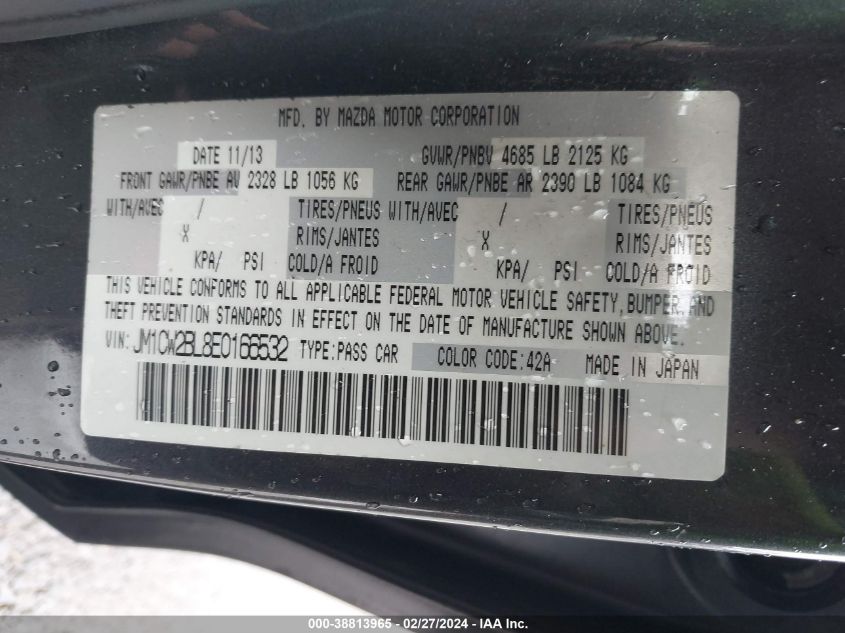 MFD. BY MAZDA MOTOR CORPORATION
DATE 11/13 GVWR/PNBV 4685 LB 2125 KG
FRONT GAWR/PNBE AV 2328 LB 1056 KG REAR GAWR/PNBE AR 2390 LB 1084 KG
WITH/AVEC / TIRES/PNEUS WITH/AVEC / TIRES/PNEUS
X RIMS/JANTES X RIMS/JANTES
KPA/ PSI COLD/A FROID KPA/ PSI COLD/A FROID
THIS VEHICLE CONFORMS TO ALL APPLICABLE FEDERAL MOTOR VEHICLE SAFETY, BUMPER, AND
THEFT PREVENTION STANDARDS IN EFFECT ON THE DATE OF MANUFACTURE SHOWN ABOVE.
VIN: JM1CW2BL8E0166532 TYPE:PASS CAR COLOR CODE:42A MADE IN JAPAN
000-38813965 - 02/27/2024 - IAA Inc.